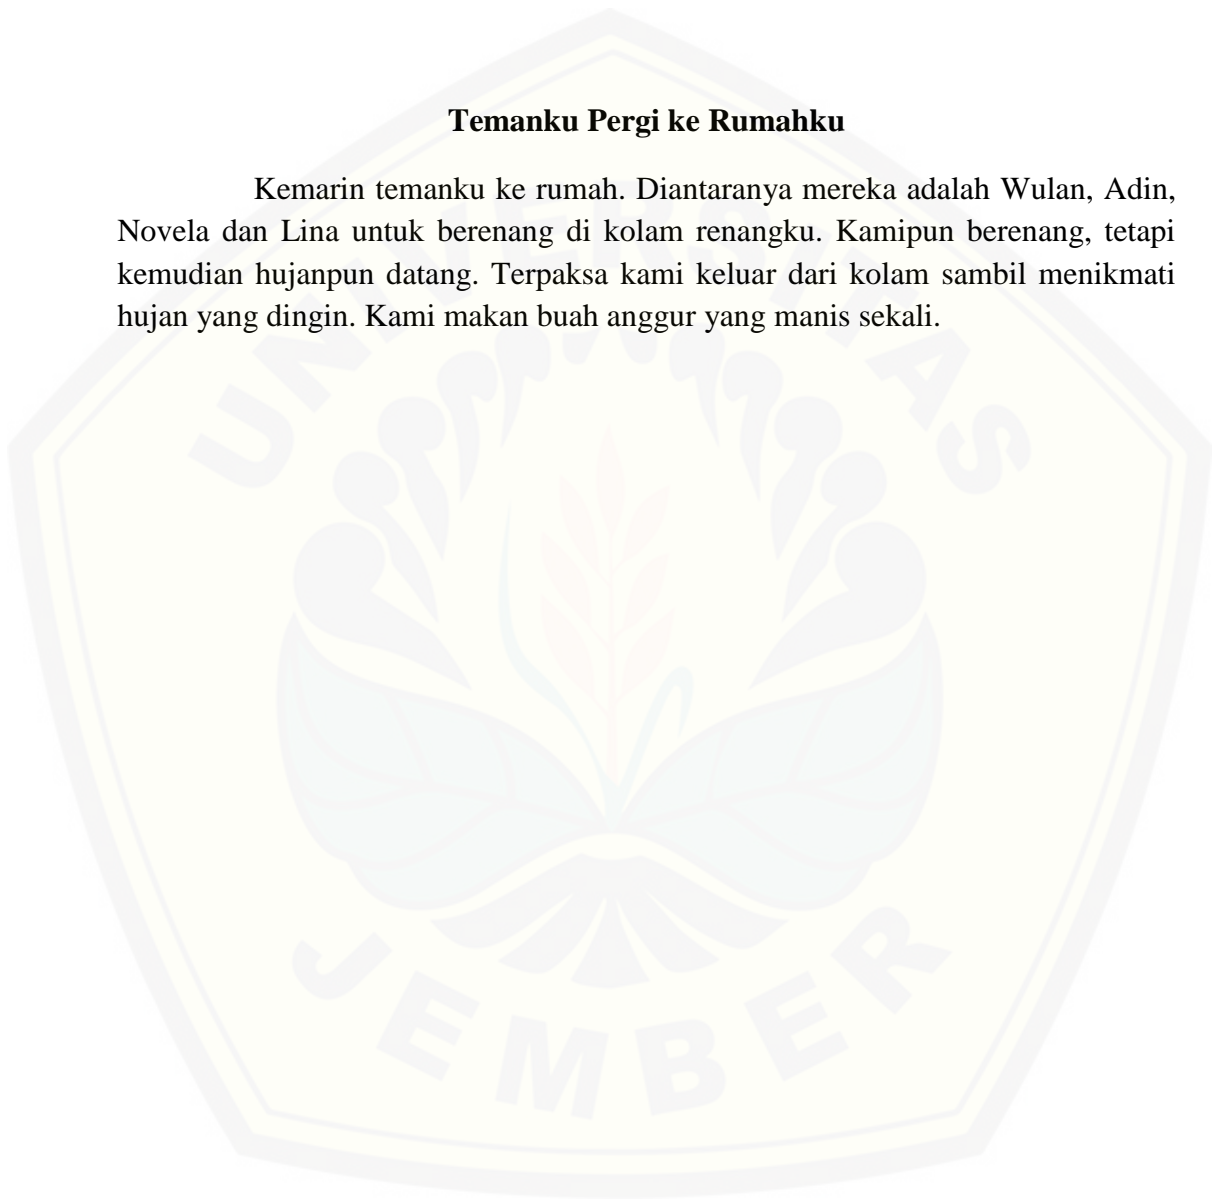 Temanku Pergi ke Rumahku
Kemarin temanku ke rumah. Diantaranya mereka adalah Wulan, Adin,
Novela dan Lina untuk berenang di kolam renangku. Kamipun berenang, tetapi
kemudian hujanpun datang. Terpaksa kami keluar dari kolam sambil menikmati
hujan yang dingin. Kami makan buah anggur yang manis sekali.
UNIVERSITAS
JEMBER